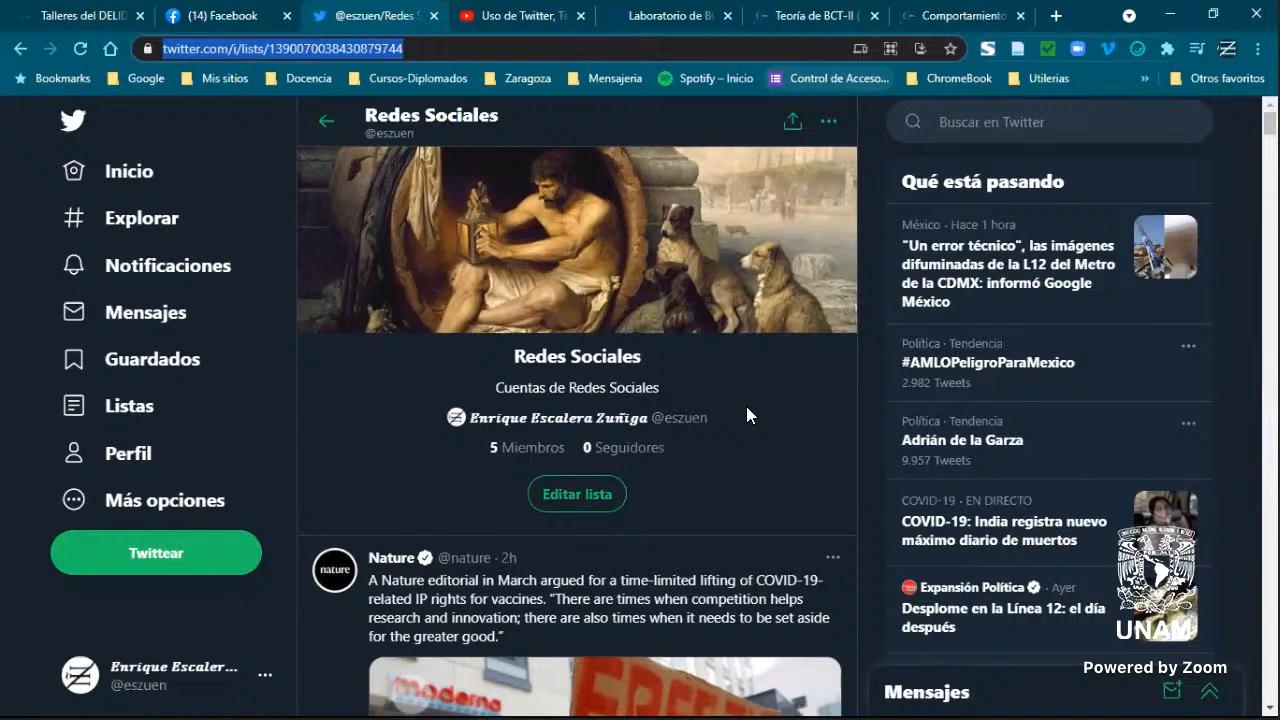 Talleres del DELID
(14) Facebook
@eszuen/Redes S
Uso de Twitter, Te
Laboratorio de BC
Teoría de BCT-II (
Comportamiento
twitter.com/i/lists/1390070038430879744
Bookmarks
Google
Mis sitios
Docencia
Cursos-Diplomados
Zaragoza
Mensajeria
Spotify – Inicio
Control de Acceso...
ChromeBook
Utilerias
»
Otros favoritos
Inicio
Explorar
Notificaciones
Mensajes
Guardados
Listas
Perfil
Más opciones
Twittear
Enrique Escaler...
@eszuen
Redes Sociales
@eszuen
Redes Sociales
Cuentas de Redes Sociales
Enrique Escalera Zuñiga @eszuen
5 Miembros 0 Seguidores
Editar lista
nature
Nature @nature · 2h
A Nature editorial in March argued for a time-limited lifting of COVID-19-
related IP rights for vaccines. “There are times when competition helps
research and innovation; there are also times when it needs to be set aside
for the greater good.”
moderna
Buscar en Twitter
Qué está pasando
México · Hace 1 hora
"Un error técnico", las imágenes
difuminadas de la L12 del Metro
de la CDMX: informó Google
México
Política · Tendencia
#AMLOPeligroParaMexico
2.982 Tweets
Política · Tendencia
Adrián de la Garza
9.957 Tweets
COVID-19 · EN DIRECTO
COVID-19: India registra nuevo
máximo diario de muertos
Expansión Política · Ayer
Desplome en la Línea 12: el día
después
UNAM
Powered by Zoom
Mensajes